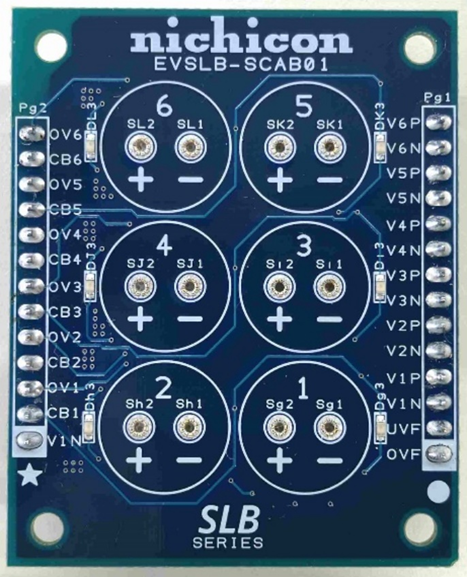 nichicon
EVSLB-SCAB01
Pg2
Pg1
OV6
CB6
OV5
CB5
OV4
CB4
OV3
CB3
OV2
CB2
OV1
CB1
V1N
DL3
6
SL2 SL1
+ −
5
SK2 SK1
+ −
DK3
DJ3
4
SJ2 SJ1
+ −
3
Si2 Si1
+ −
Di3
Dh3
2
Sh2 Sh1
+ −
1
Sg2 Sg1
+ −
Dg3
V6P
V6N
V5P
V5N
V4P
V4N
V3P
V3N
V2P
V2N
V1P
V1N
UVF
OVF
SLB
SERIES